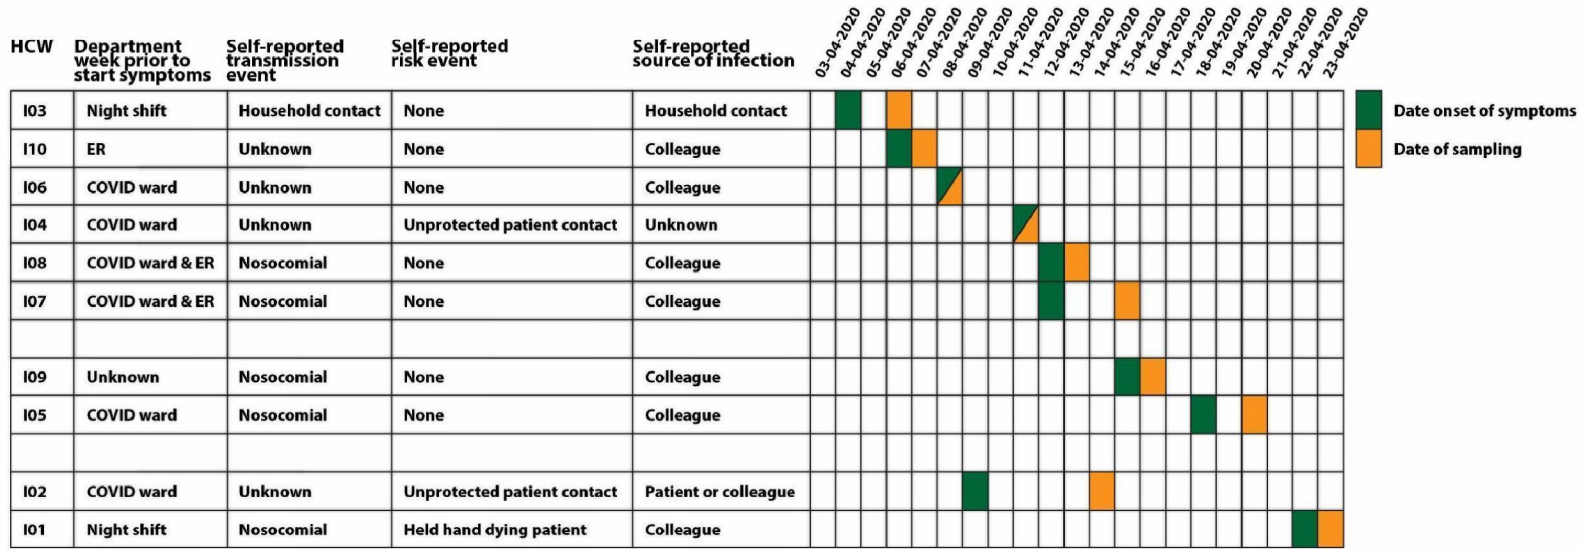 HCW Department week prior to start symptoms Self-reported transmission event Self-reported risk event Self-reported source of infection 03-04-2020 04-04-2020 05-04-2020 06-04-2020 07-04-2020 08-04-2020 09-04-2020 10-04-2020 11-04-2020 12-04-2020 13-04-2020 14-04-2020 15-04-2020 16-04-2020 17-04-2020 18-04-2020 19-04-2020 20-04-2020 21-04-2020 22-04-2020 23-04-2020
I03 Night shift Household contact None Household contact
Date onset of symptoms
I10 ER Unknown None Colleague
Date of sampling
I06 COVID ward Unknown None Colleague
I04 COVID ward Unknown Unprotected patient contact Unknown
I08 COVID ward & ER Nosocomial None Colleague
I07 COVID ward & ER Nosocomial None Colleague
I09 Unknown Nosocomial None Colleague
I05 COVID ward Nosocomial None Colleague
I02 COVID ward Unknown Unprotected patient contact Patient or colleague
I01 Night shift Nosocomial Held hand dying patient Colleague